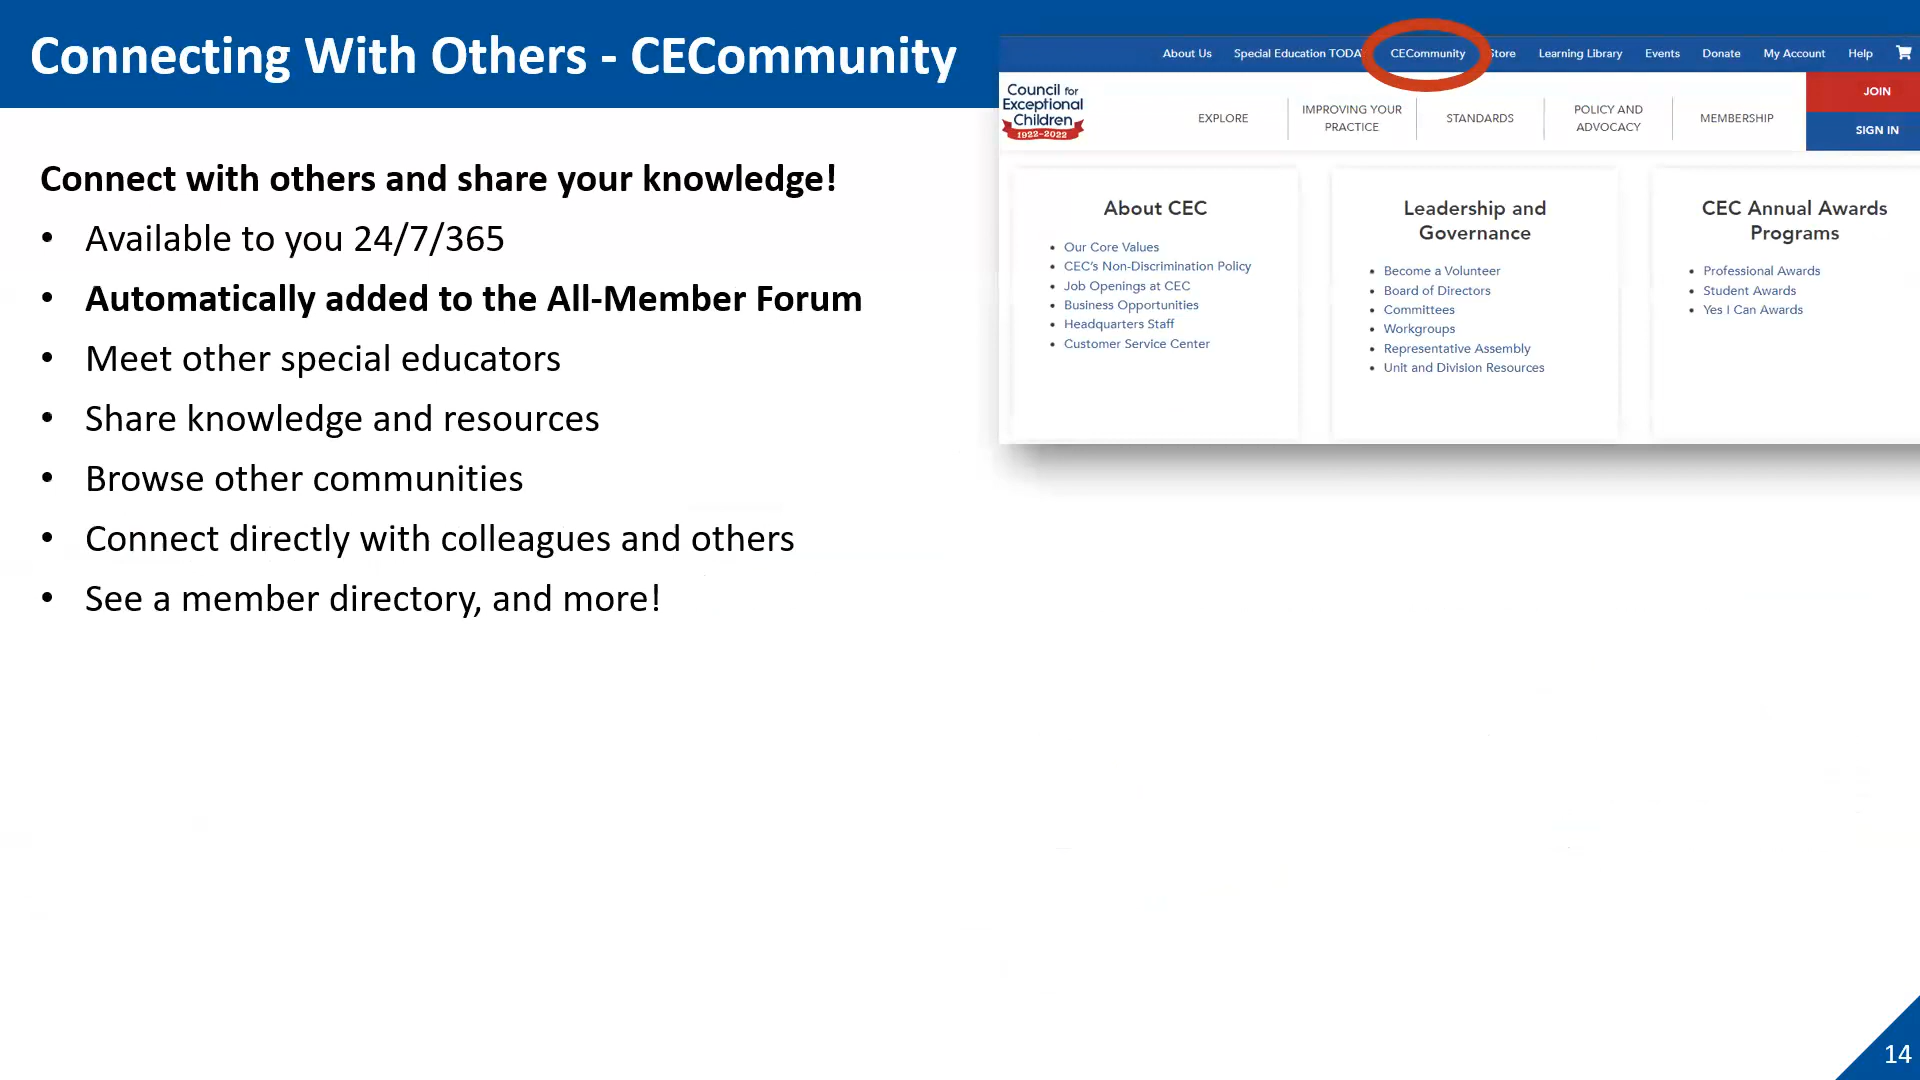 Connecting With Others - CECommunity
Connect with others and share your knowledge!
• Available to you 24/7/365
• Automatically added to the All-Member Forum
• Meet other special educators
• Share knowledge and resources
• Browse other communities
• Connect directly with colleagues and others
• See a member directory, and more!
About Us Special Education TODA CECommunity Store Learning Library Events Donate My Account Help
Council for
Exceptional
Children
1922-2022
EXPLORE
IMPROVING YOUR
PRACTICE
STANDARDS
POLICY AND
ADVOCACY
MEMBERSHIP
JOIN
SIGN IN
About CEC
• Our Core Values
• CEC's Non-Discrimination Policy
• Job Openings at CEC
• Business Opportunities
• Headquarters Staff
• Customer Service Center
Leadership and
Governance
• Become a Volunteer
• Board of Directors
• Committees
• Workgroups
• Representative Assembly
• Unit and Division Resources
CEC Annual Awards
Programs
• Professional Awards
• Student Awards
• Yes I Can Awards
14